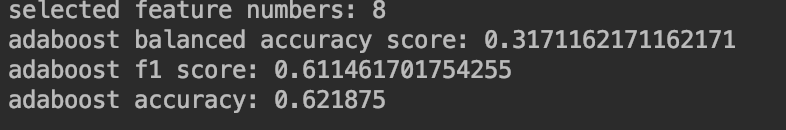 selected feature numbers: 8
adaboost balanced accuracy score: 0.3171162171162171
adaboost f1 score: 0.611461701754255
adaboost accuracy: 0.621875